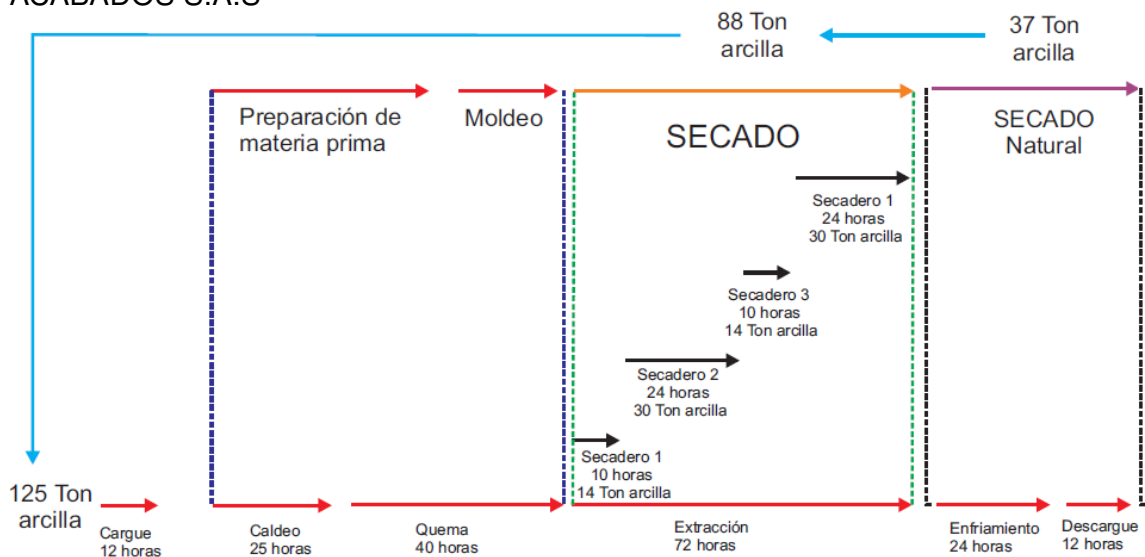 ACABADOS S.A.S
88 Ton
arcilla
37 Ton
arcilla
Preparación de
materia prima
Moldeo
SECADO
SECADO
Natural
Secadero 1
24 horas
30 Ton arcilla
Secadero 3
10 horas
14 Ton arcilla
Secadero 2
24 horas
30 Ton arcilla
Secadero 1
10 horas
14 Ton arcilla
125 Ton
arcilla
Cargue
12 horas
Caldeo
25 horas
Quema
40 horas
Extracción
72 horas
Enfriamiento
24 horas
Descargue
12 horas